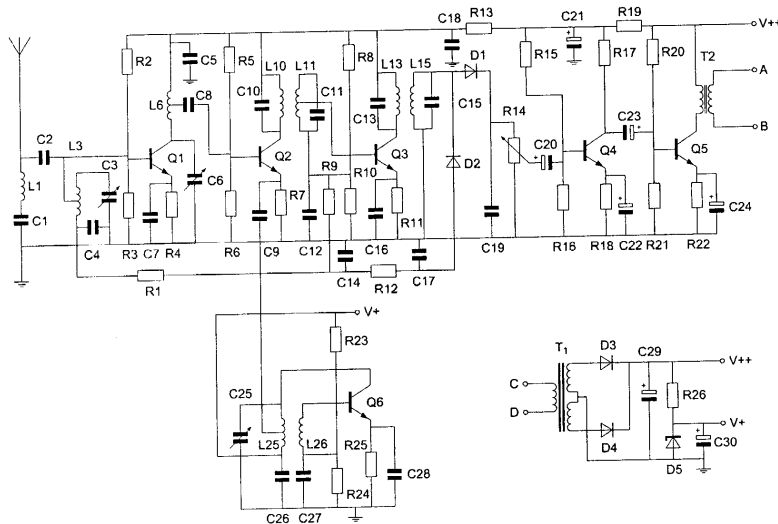 C18 R13 C21 R19 V++
R2 C5 R5 L10 L11 R8 L13 L15 D1 R15 R17 R20 T2
C8 C10 C11 C13 C15 R14 A
L6 C23
C2 L3 C3 Q1 C6 Q2 R9 Q3 D2 C20 Q4 Q5 B
L1 R7 R10 R11 C24
C1 C4 R3 C7 R4 R6 C9 C12 C16 C19 R16 R18 C22 R21 R22
R1 C14 R12 C17
V+
R23
C25 Q6
L25 L26 R25
R24 C28
C26 C27
T1 D3 C29 V++
C R26
D V+
D4 D5 C30